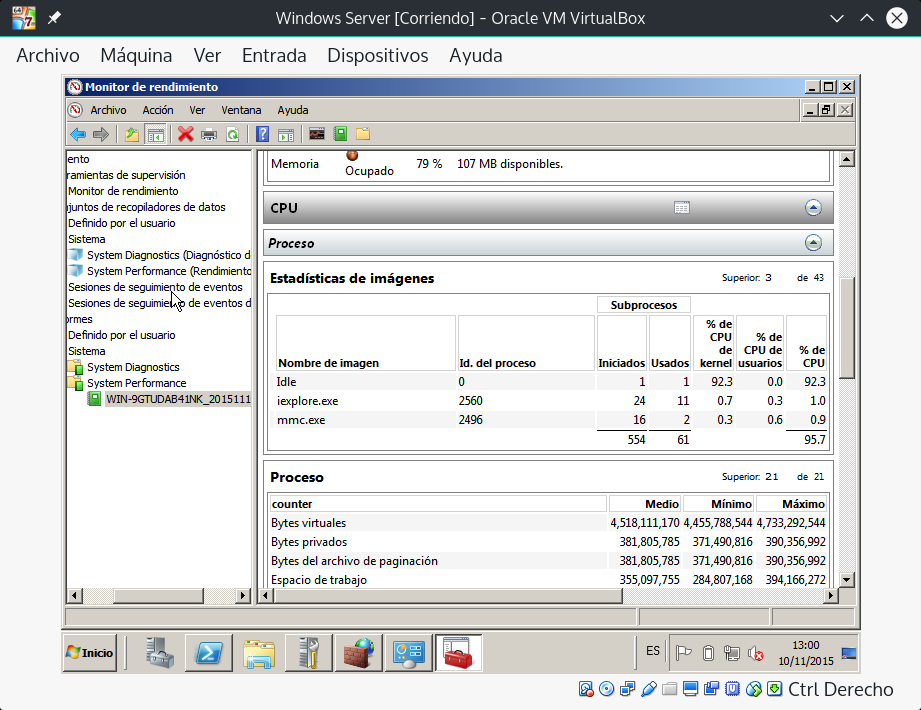 Windows Server [Corriendo] - Oracle VM VirtualBox
Archivo Máquina Ver Entrada Dispositivos Ayuda
Monitor de rendimiento
Archivo Acción Ver Ventana Ayuda
ento
ramientas de supervisión
Monitor de rendimiento
juntos de recopiladores de datos
Definido por el usuario
Sistema
System Diagnostics (Diagnóstico d
System Performance (Rendimiento
Sesiones de seguimiento de eventos
Sesiones de seguimiento de eventos d
ormes
Definido por el usuario
Sistema
System Diagnostics
System Performance
WIN-9GTUDAB41NK_2015111
Memoria Ocupado 79 % 107 MB disponibles.
CPU
Proceso
Estadísticas de imágenes Superior: 3 de 43
Subprocesos
Nombre de imagen Id. del proceso Iniciados Usados % de CPU de kernel % de CPU de usuarios % de CPU
Idle 0 1 1 92.3 0.0 92.3
iexplore.exe 2560 24 11 0.7 0.3 1.0
mmc.exe 2496 16 2 0.3 0.6 0.9
554 61 95.7
Proceso Superior: 21 de 21
counter Medio Mínimo Máximo
Bytes virtuales 4,518,111,170 4,455,788,544 4,733,292,544
Bytes privados 381,805,785 371,490,816 390,356,992
Bytes del archivo de paginación 381,805,785 371,490,816 390,356,992
Espacio de trabajo 355,097,755 284,807,168 394,166,272
Inicio ES 13:00
10/11/2015
Ctrl Derecho